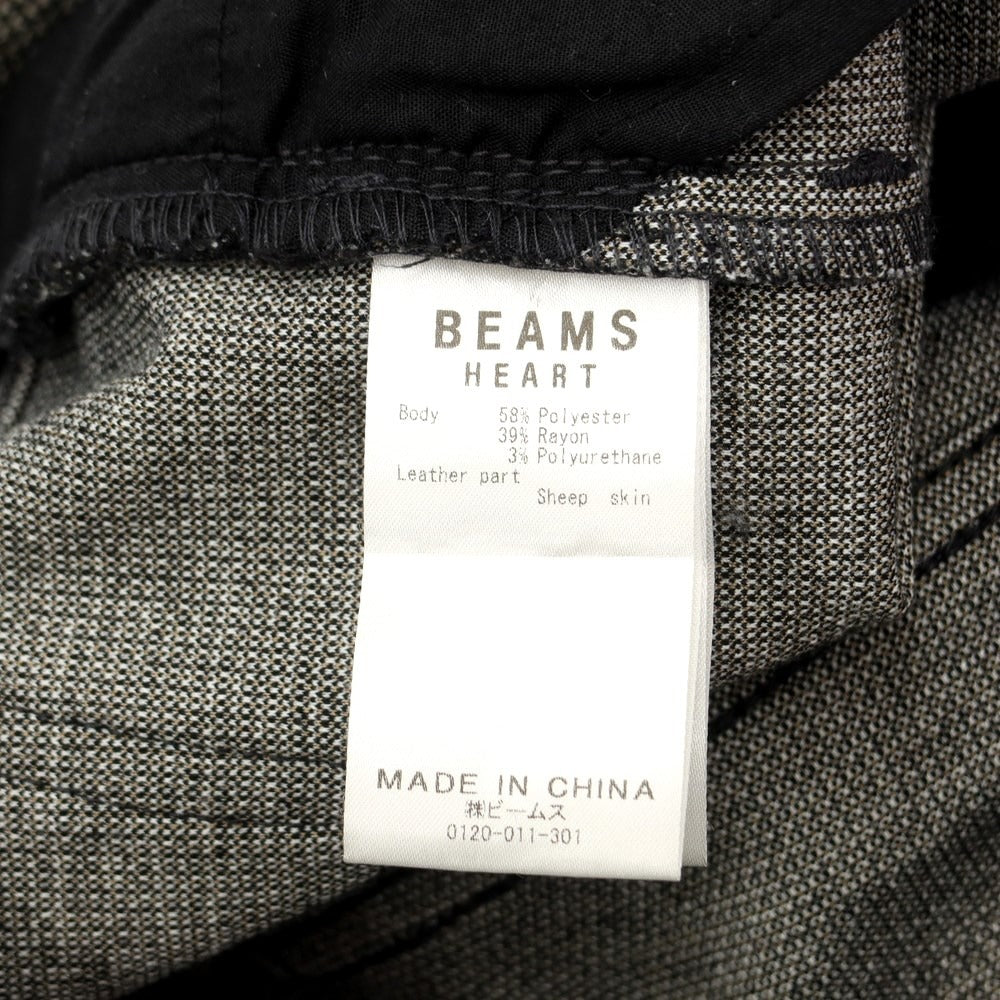 BEAMS
HEART
Body 58% Polyester
39% Rayon
3% Polyurethane
Leather part
Sheep skin
MADE IN CHINA
㈱ビームス
0120-011-301